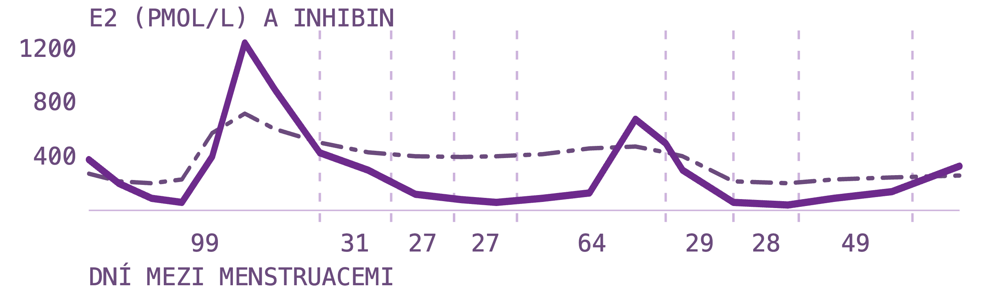 E2 (PMOL/L) A INHIBIN
1200
800
400
99 31 27 27 64 29 28 49
DNÍ MEZI MENSTRUACEMI